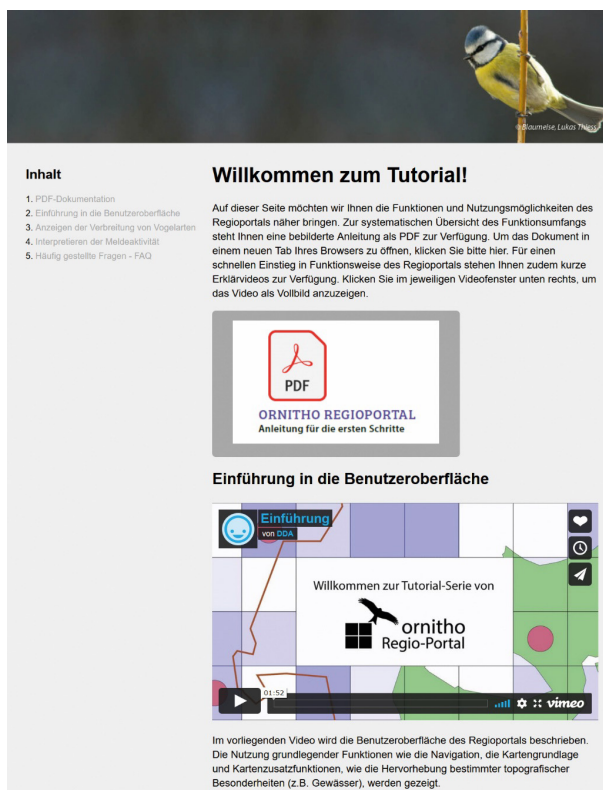 © Blaumeise, Lukas Thiess
Inhalt
1. PDF-Dokumentation
2. Einführung in die Benutzeroberfläche
3. Anzeigen der Verbreitung von Vogelarten
4. Interpretieren der Meldeaktivität
5. Häufig gestellte Fragen - FAQ
Willkommen zum Tutorial!
Auf dieser Seite möchten wir Ihnen die Funktionen und Nutzungsmöglichkeiten des
Regioportals näher bringen. Zur systematischen Übersicht des Funktionsumfangs
steht Ihnen eine bebilderte Anleitung als PDF zur Verfügung. Um das Dokument in
einem neuen Tab Ihres Browsers zu öffnen, klicken Sie bitte hier. Für einen
schnellen Einstieg in Funktionsweise des Regioportals stehen Ihnen zudem kurze
Erklärvideos zur Verfügung. Klicken Sie im jeweiligen Videofenster unten rechts, um
das Video als Vollbild anzuzeigen.
PDF
ORNITHO REGIOPORTAL
Anleitung für die ersten Schritte
Einführung in die Benutzeroberfläche
Einführung
von DDA
Willkommen zur Tutorial-Serie von
ornitho
Regio-Portal
01:52
vimeo
Im vorliegenden Video wird die Benutzeroberfläche des Regioportals beschrieben.
Die Nutzung grundlegender Funktionen wie die Navigation, die Kartengrundlage
und Kartenzusatzfunktionen, wie die Hervorhebung bestimmter topografischer
Besonderheiten (z.B. Gewässer), werden gezeigt.